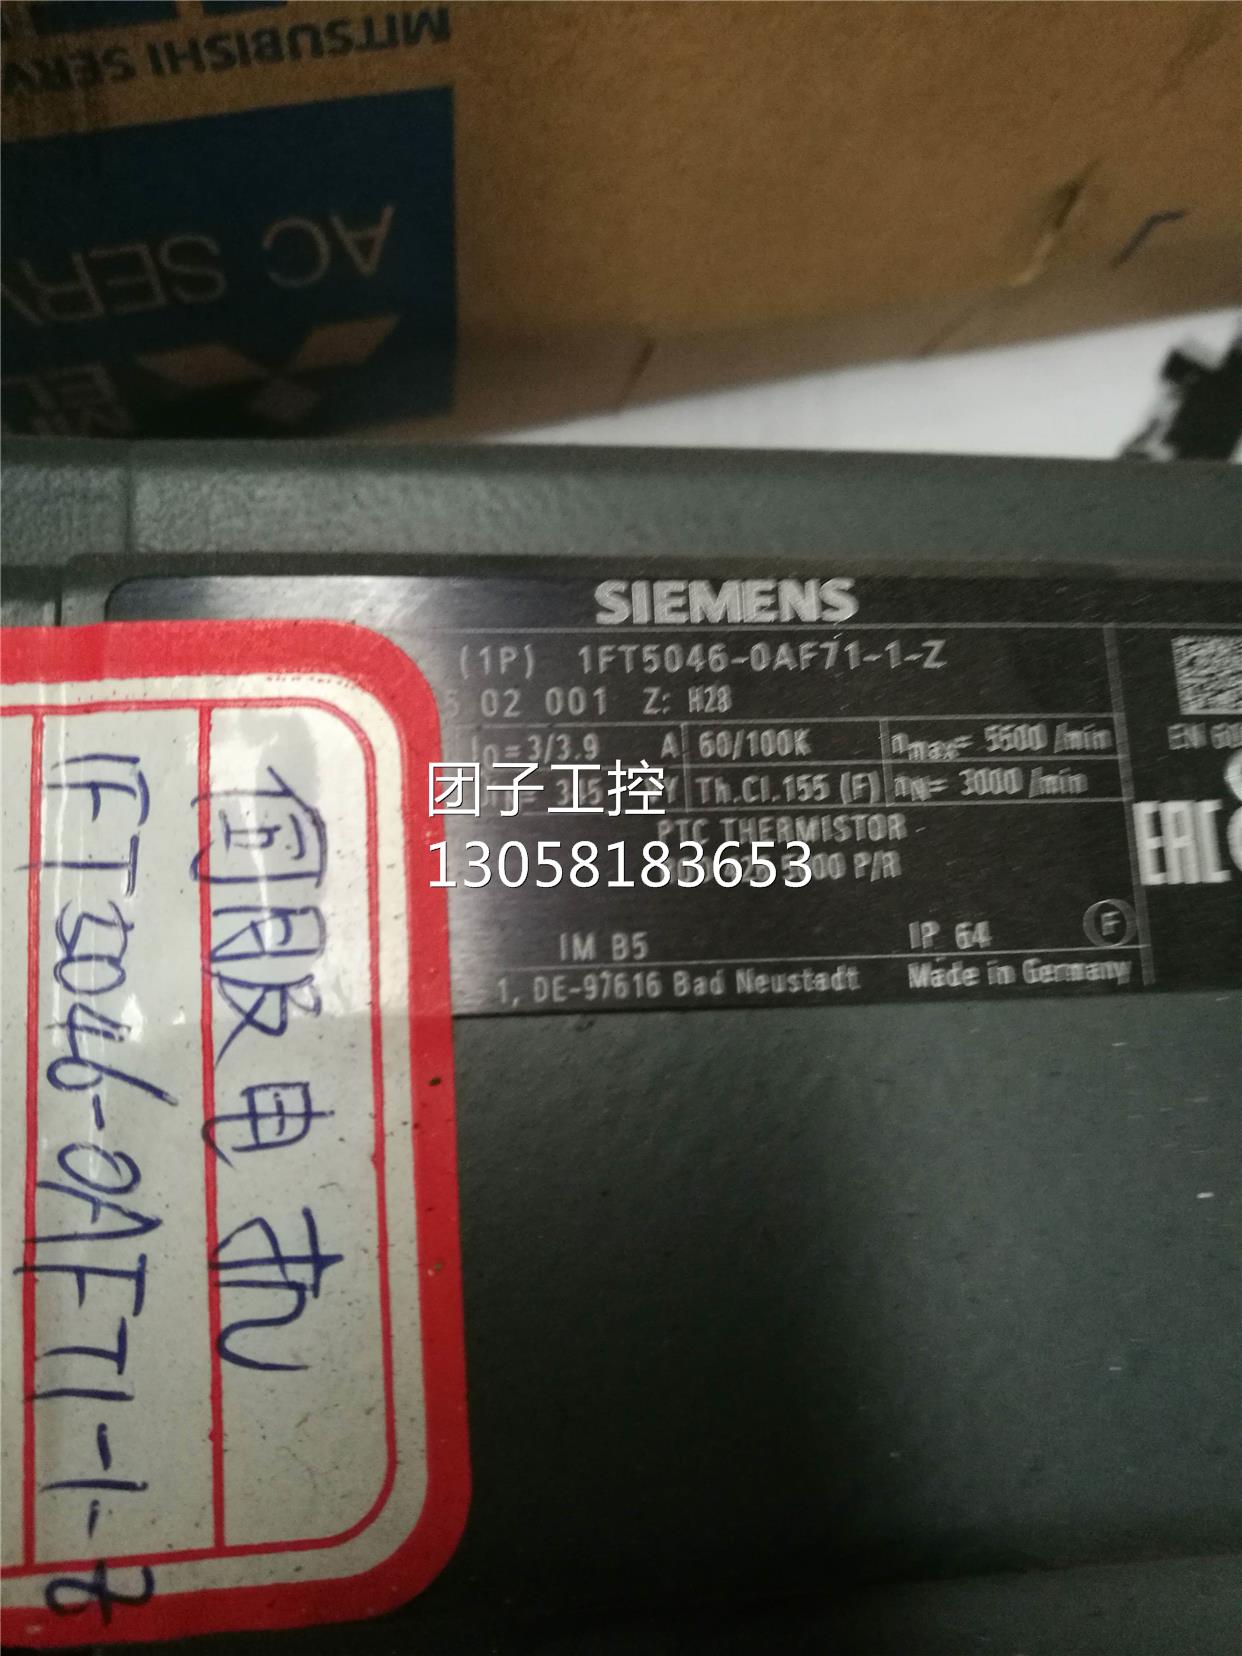 MITSUBISHI SERV
AC SERV
SIEMENS
(1P) 1FT5046-0AF71-1-Z
02 001 Z: H28
In=3/3.9 A 60/100K nmax= 5500 /min
Th.Cl.155 (F) nN= 3000 /min
PTC THERMISTOR
00 P/R
IM B5 IP 64 F
1, DE-97616 Bad Neustadt Made in Germany
EAC
团子工控
13058183653
伺服电机
1FT5046-0AF71-1-Z